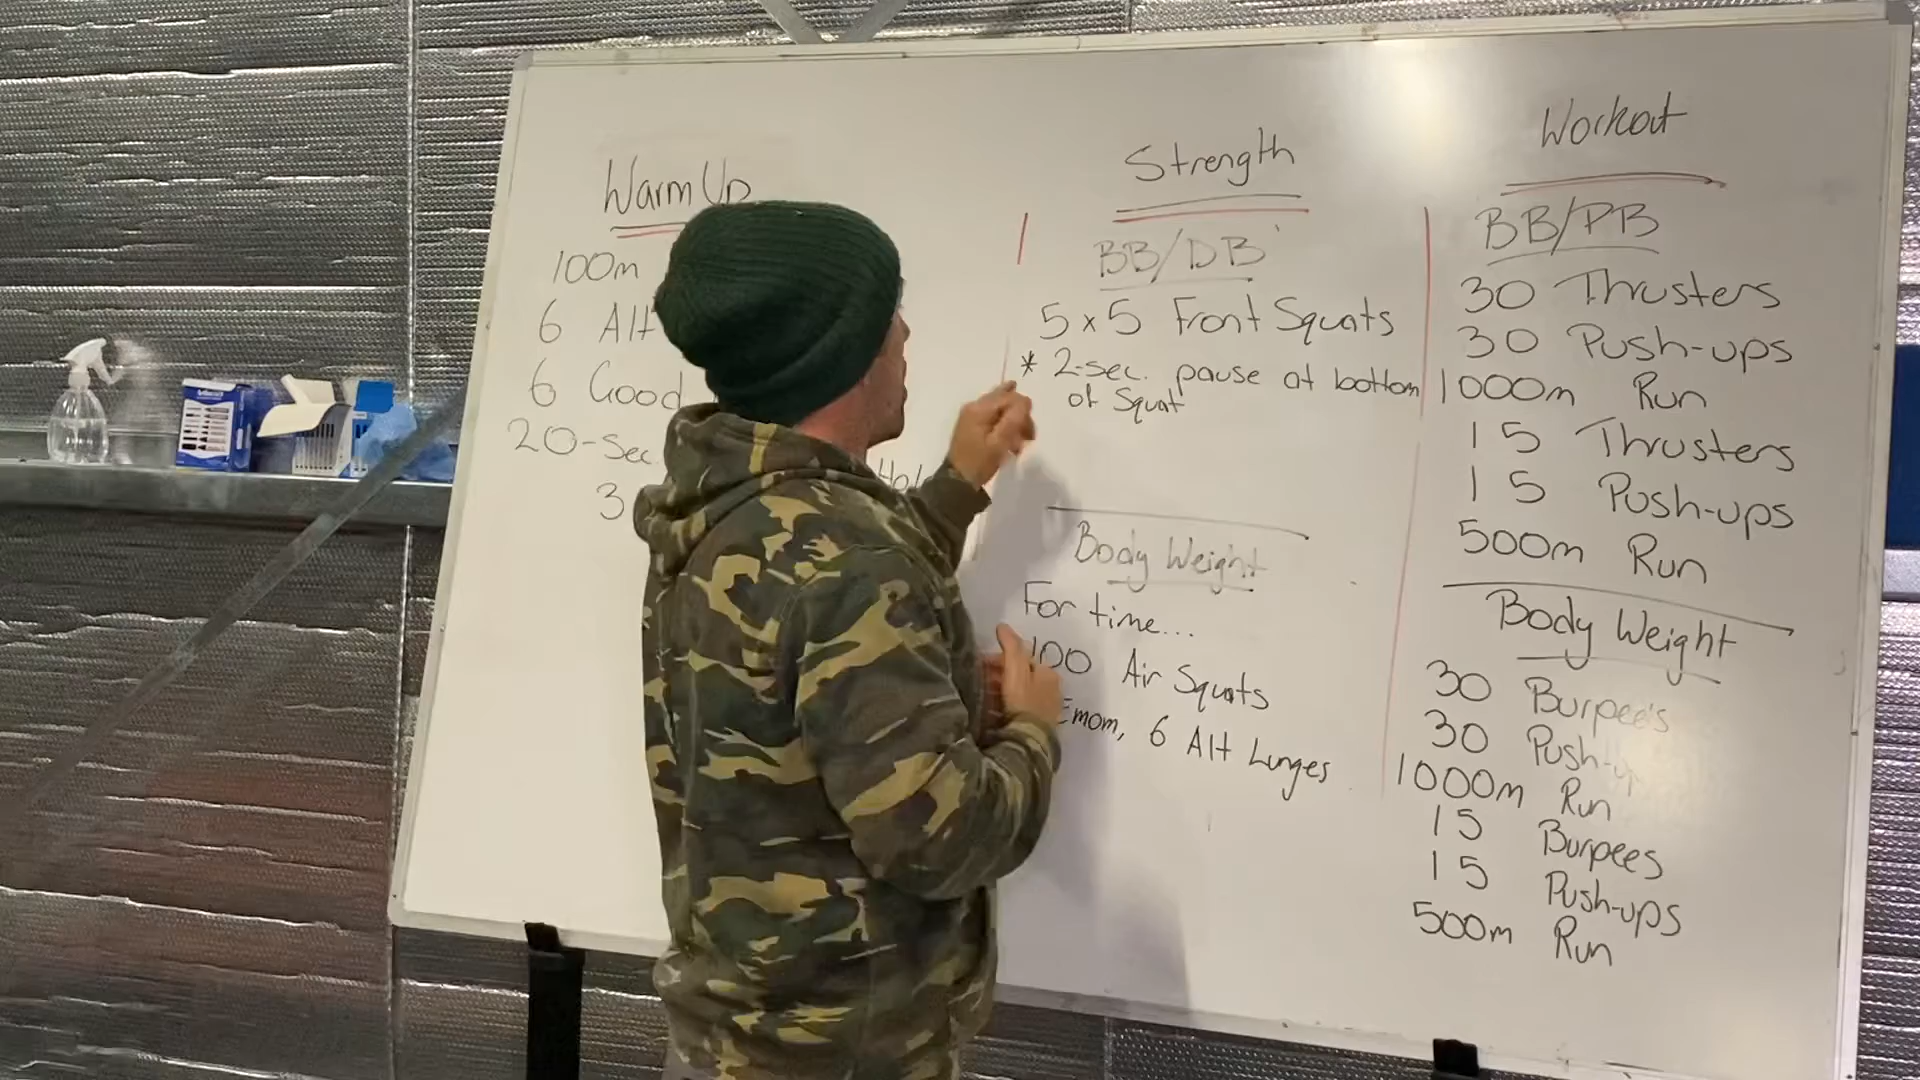 Warm Up
100m
6 Alt
6 Good
20-Sec.
3
Strength
BB/DB
5 x 5 Front Squats
* 2-sec. pause at bottom
of Squat
Body Weight
For time...
100 Air Squats
Emom, 6 Alt Lunges
Workout
BB/DB
30 Thrusters
30 Push-ups
1000m Run
15 Thrusters
15 Push-ups
500m Run
Body Weight
30 Burpee's
30 Push-ups
1000m Run
15 Burpees
15 Push-ups
500m Run